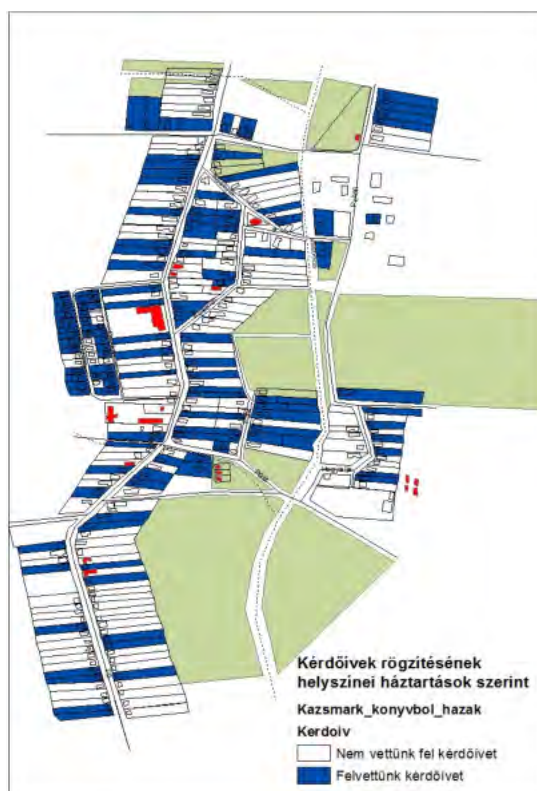 Kérdőívek rögzítésének
helyszínei háztartások szerint
Kazsmark_konyvbol_hazak
Kerdoiv
Nem vettünk fel kérdőívet
Felvettünk kérdőívet